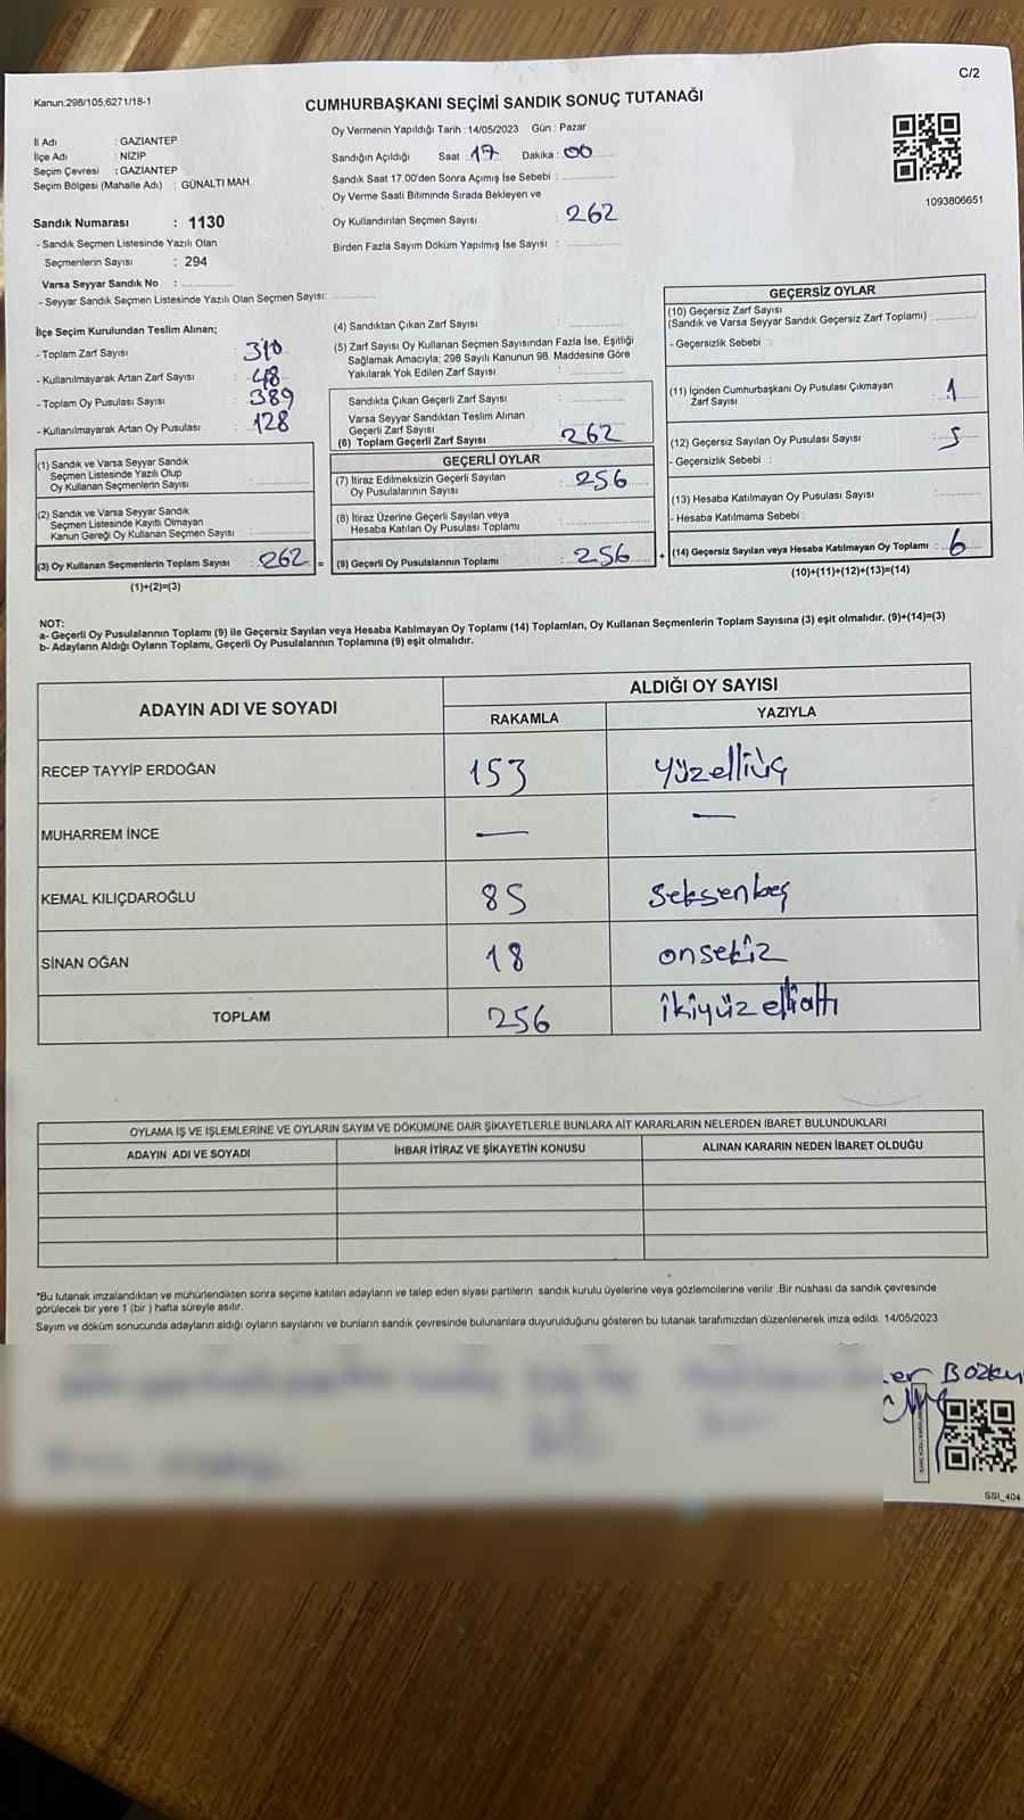 C/2
Kanun:298/105,6271/18-1
CUMHURBAŞKANI SEÇİMİ SANDIK SONUÇ TUTANAĞI
İl Adı : GAZİANTEP
İlçe Adı : NİZİP
Seçim Çevresi : GAZİANTEP
Seçim Bölgesi (Mahalle Adı) : GÜNALTI MAH.
Sandık Numarası : 1130
- Sandık Seçmen Listesinde Yazılı Olan
Seçmenlerin Sayısı : 294
Varsa Seyyar Sandık No :
- Seyyar Sandık Seçmen Listesinde Yazılı Olan Seçmen Sayısı:
Oy Vermenin Yapıldığı Tarih : 14/05/2023 Gün : Pazar
Sandığın Açıldığı Saat : 17 Dakika : 00
Sandık Saat 17.00'den Sonra Açımış İse Sebebi :
Oy Verme Saati Bitiminde Sırada Bekleyen ve
Oy Kullandırılan Seçmen Sayısı : 262
Birden Fazla Sayım Döküm Yapılmış İse Sayısı :
1093806651
İlçe Seçim Kurulundan Teslim Alınan;
- Toplam Zarf Sayısı : 310
- Kullanılmayarak Artan Zarf Sayısı : 48
- Toplam Oy Pusulası Sayısı : 389
- Kullanılmayarak Artan Oy Pusulası : 128
(1) Sandık ve Varsa Seyyar Sandık
Seçmen Listesinde Yazılı Olup
Oy Kullanan Seçmenlerin Sayısı :
(2) Sandık ve Varsa Seyyar Sandık
Seçmen Listesinde Kayıtlı Olmayan
Kanun Gereği Oy Kullanan Seçmen Sayısı :
(3) Oy Kullanan Seçmenlerin Toplam Sayısı : 262 =
(1)+(2)=(3)
(4) Sandıktan Çıkan Zarf Sayısı :
(5) Zarf Sayısı Oy Kullanan Seçmen Sayısından Fazla İse, Eşitliği
Sağlamak Amacıyla; 298 Sayılı Kanunun 98. Maddesine Göre
Yakılarak Yok Edilen Zarf Sayısı :
Sandıkta Çıkan Geçerli Zarf Sayısı :
Varsa Seyyar Sandıktan Teslim Alınan
Geçerli Zarf Sayısı :
(6) Toplam Geçerli Zarf Sayısı : 262
GEÇERLİ OYLAR
(7) İtiraz Edilmeksizin Geçerli Sayılan
Oy Pusulalarının Sayısı : 256
(8) İtiraz Üzerine Geçerli Sayılan veya
Hesaba Katılan Oy Pusulası Toplamı :
(9) Geçerli Oy Pusulalarının Toplamı : 256 +
GEÇERSİZ OYLAR
(10) Geçersiz Zarf Sayısı
(Sandık ve Varsa Seyyar Sandık Geçersiz Zarf Toplamı) :
- Geçersizlik Sebebi :
(11) İçinden Cumhurbaşkanı Oy Pusulası Çıkmayan
Zarf Sayısı : 1
(12) Geçersiz Sayılan Oy Pusulası Sayısı : 5
- Geçersizlik Sebebi :
(13) Hesaba Katılmayan Oy Pusulası Sayısı :
- Hesaba Katılmama Sebebi :
(14) Geçersiz Sayılan veya Hesaba Katılmayan Oy Toplamı : 6
(10)+(11)+(12)+(13)=(14)
NOT:
a- Geçerli Oy Pusulalarının Toplamı (9) ile Geçersiz Sayılan veya Hesaba Katılmayan Oy Toplamı (14) Toplamları, Oy Kullanan Seçmenlerin Toplam Sayısına (3) eşit olmalıdır. (9)+(14)=(3)
b- Adayların Aldığı Oyların Toplamı, Geçerli Oy Pusulalarının Toplamına (9) eşit olmalıdır.
ADAYIN ADI VE SOYADI
ALDIĞI OY SAYISI
RAKAMLA YAZIYLA
RECEP TAYYİP ERDOĞAN 153 yüzelliüç
MUHARREM İNCE — —
KEMAL KILIÇDAROĞLU 85 seksenbeş
SİNAN OĞAN 18 onsekiz
TOPLAM 256 ikiyüz elli altı
OYLAMA İŞ VE İŞLEMLERİNE VE OYLARIN SAYIM VE DÖKÜMÜNE DAİR ŞİKAYETLERLE BUNLARA AİT KARARLARIN NELERDEN İBARET BULUNDUKLARI
ADAYIN ADI VE SOYADI İHBAR İTİRAZ VE ŞİKAYETİN KONUSU ALINAN KARARIN NEDEN İBARET OLDUĞU
*Bu tutanak imzalandıktan ve mühürlendikten sonra seçime katılan adayların ve talep eden siyasi partilerin sandık kurulu üyelerine veya gözlemcilerine verilir .Bir nüshası da sandık çevresinde
görülecek bir yere 1 (bir ) hafta süreyle asılır.
Sayım ve döküm sonucunda adayların aldığı oyların sayılarını ve bunların sandık çevresinde bulunanlara duyurulduğunu gösteren bu tutanak tarafımızdan düzenlenerek imza edildi. 14/05/2023
SSI_404